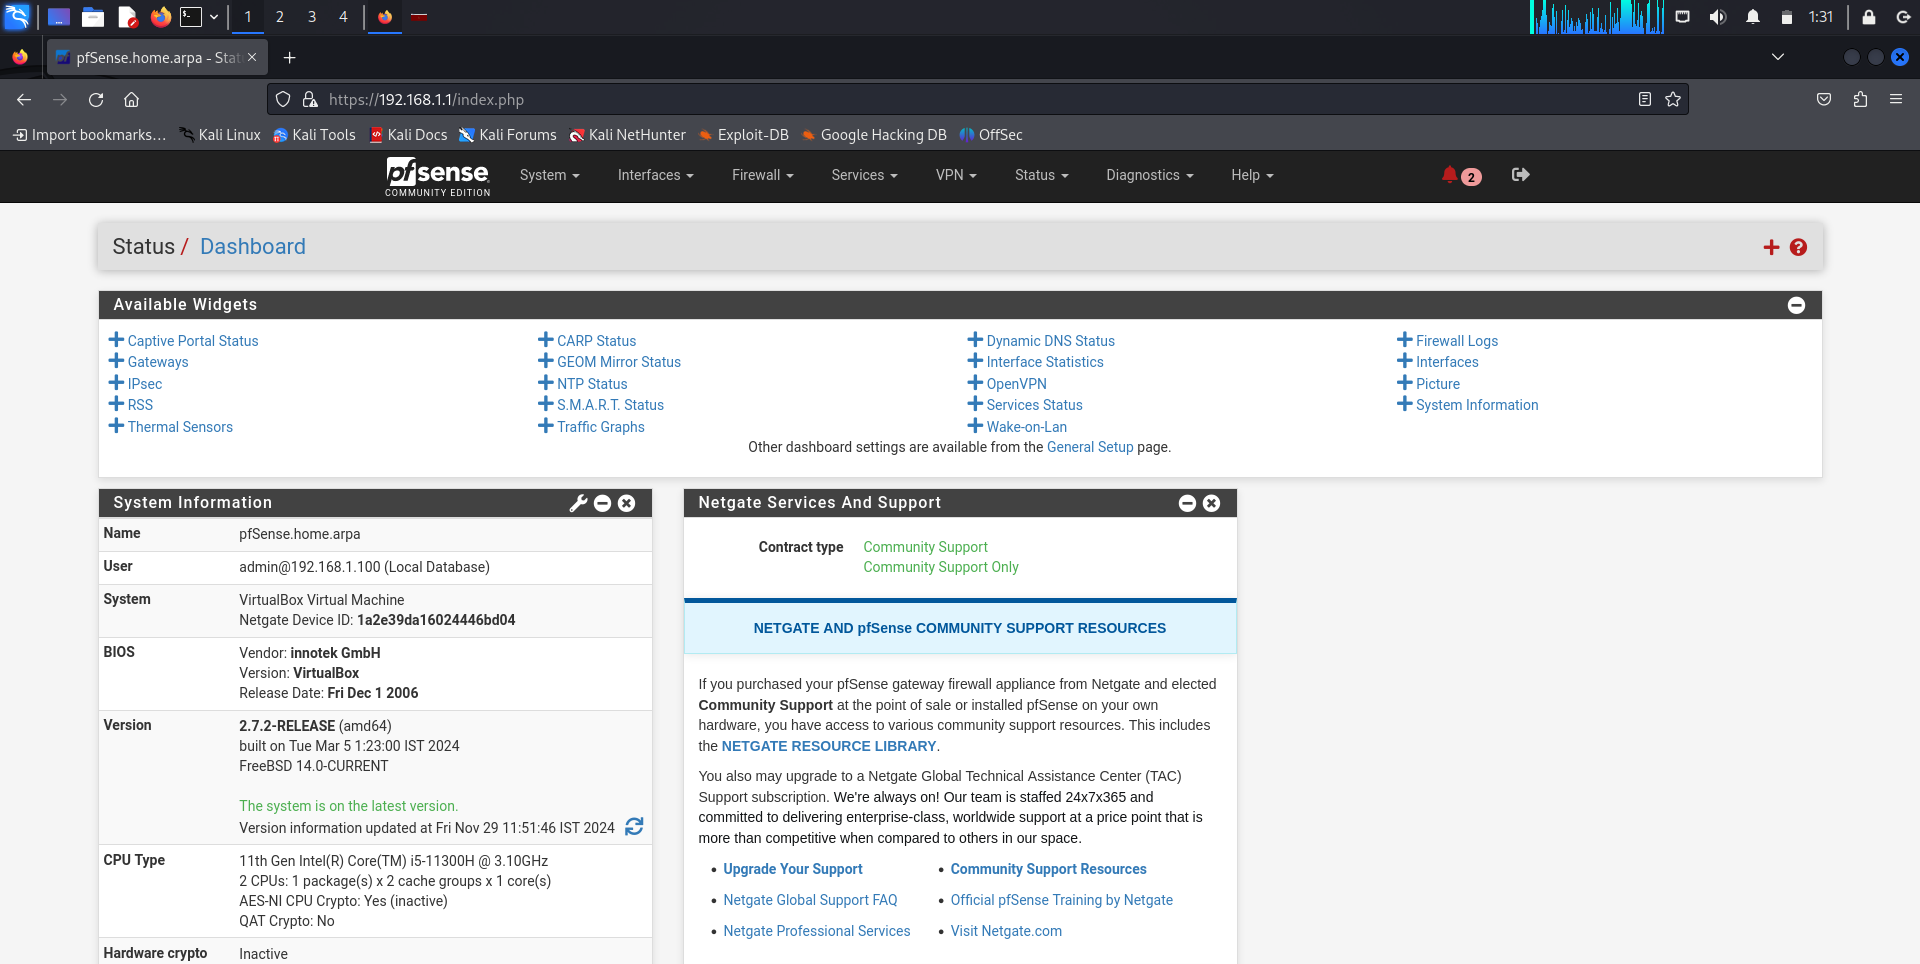 1 2 3 4 1:31
pfSense.home.arpa - Stat
https://192.168.1.1/index.php
Import bookmarks... Kali Linux Kali Tools Kali Docs Kali Forums Kali NetHunter Exploit-DB Google Hacking DB OffSec
pfsense System Interfaces Firewall Services VPN Status Diagnostics Help 2
COMMUNITY EDITION
Status / Dashboard
Available Widgets
Captive Portal Status CARP Status Dynamic DNS Status Firewall Logs
Gateways GEOM Mirror Status Interface Statistics Interfaces
IPsec NTP Status OpenVPN Picture
RSS S.M.A.R.T. Status Services Status System Information
Thermal Sensors Traffic Graphs Wake-on-Lan
Other dashboard settings are available from the General Setup page.
System Information
Name pfSense.home.arpa
User admin@192.168.1.100 (Local Database)
System VirtualBox Virtual Machine
Netgate Device ID: 1a2e39da16024446bd04
BIOS Vendor: innotek GmbH
Version: VirtualBox
Release Date: Fri Dec 1 2006
Version 2.7.2-RELEASE (amd64)
built on Tue Mar 5 1:23:00 IST 2024
FreeBSD 14.0-CURRENT
The system is on the latest version.
Version information updated at Fri Nov 29 11:51:46 IST 2024
CPU Type 11th Gen Intel(R) Core(TM) i5-11300H @ 3.10GHz
2 CPUs: 1 package(s) x 2 cache groups x 1 core(s)
AES-NI CPU Crypto: Yes (inactive)
QAT Crypto: No
Hardware crypto Inactive
Netgate Services And Support
Contract type Community Support
Community Support Only
NETGATE AND pfSense COMMUNITY SUPPORT RESOURCES
If you purchased your pfSense gateway firewall appliance from Netgate and elected
Community Support at the point of sale or installed pfSense on your own
hardware, you have access to various community support resources. This includes
the NETGATE RESOURCE LIBRARY.
You also may upgrade to a Netgate Global Technical Assistance Center (TAC)
Support subscription. We're always on! Our team is staffed 24x7x365 and
committed to delivering enterprise-class, worldwide support at a price point that is
more than competitive when compared to others in our space.
• Upgrade Your Support • Community Support Resources
• Netgate Global Support FAQ • Official pfSense Training by Netgate
• Netgate Professional Services • Visit Netgate.com